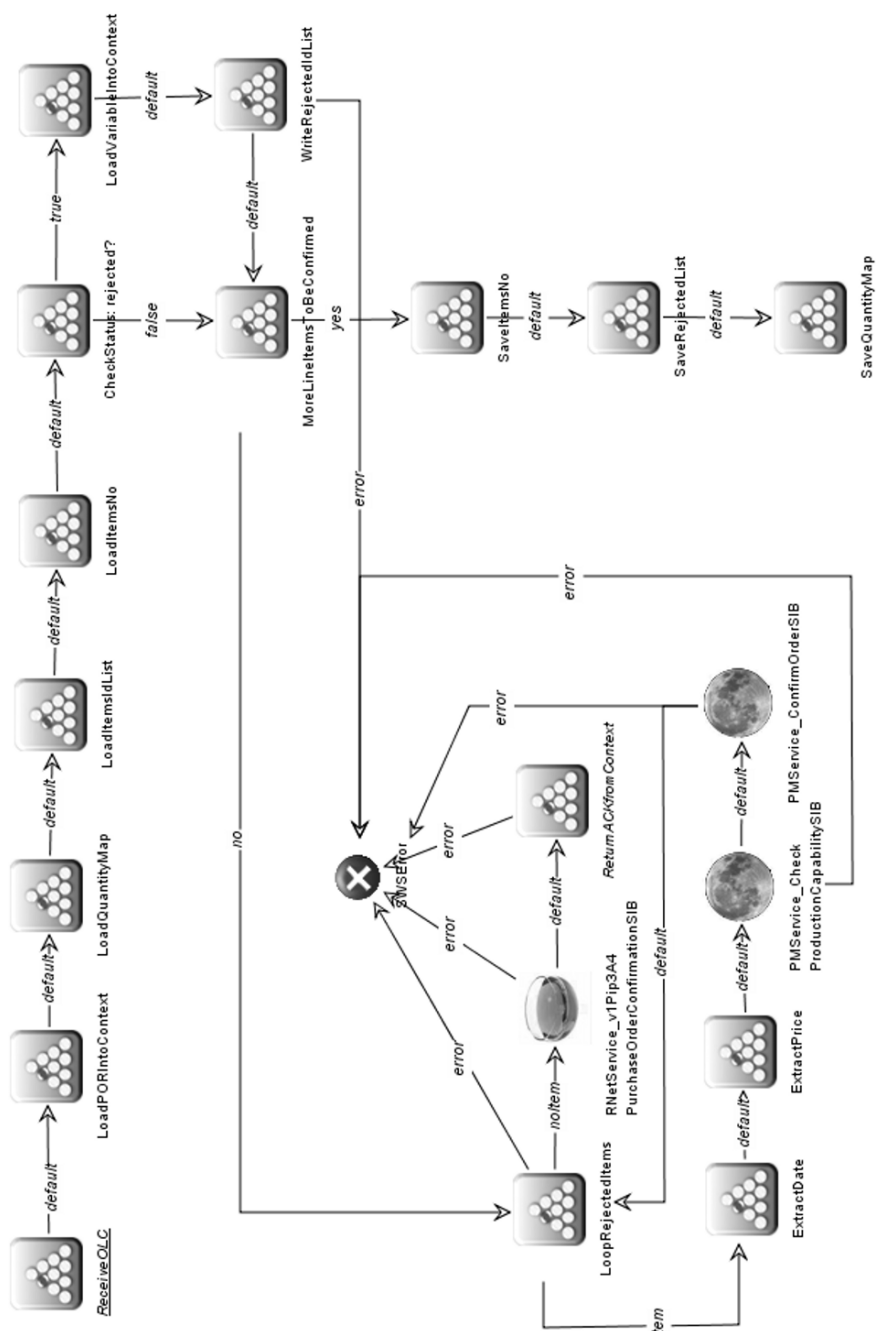 default
default
default
default
default
true
ReceiveOLC
LoadPORIntoContext
LoadQuantityMap
LoadItemsIdList
LoadItemsNo
CheckStatus: rejected?
LoadVariableIntoContext
false
default
no
default
MoreLineItemsToBeConfirmed
WriteRejectedIdList
yes
error
SWSError
error
error
error
error
error
SaveItemsNo
default
noItem
default
LoopRejectedItems
RNetService_v1Pip3A4
PurchaseOrderConfirmationSIB
ReturnACKfromContext
default
SaveRejectedList
default
tem
default
default
default
ExtractDate
ExtractPrice
PMService_Check
ProductionCapabilitySIB
PMService_ConfirmOrderSIB
SaveQuantityMap